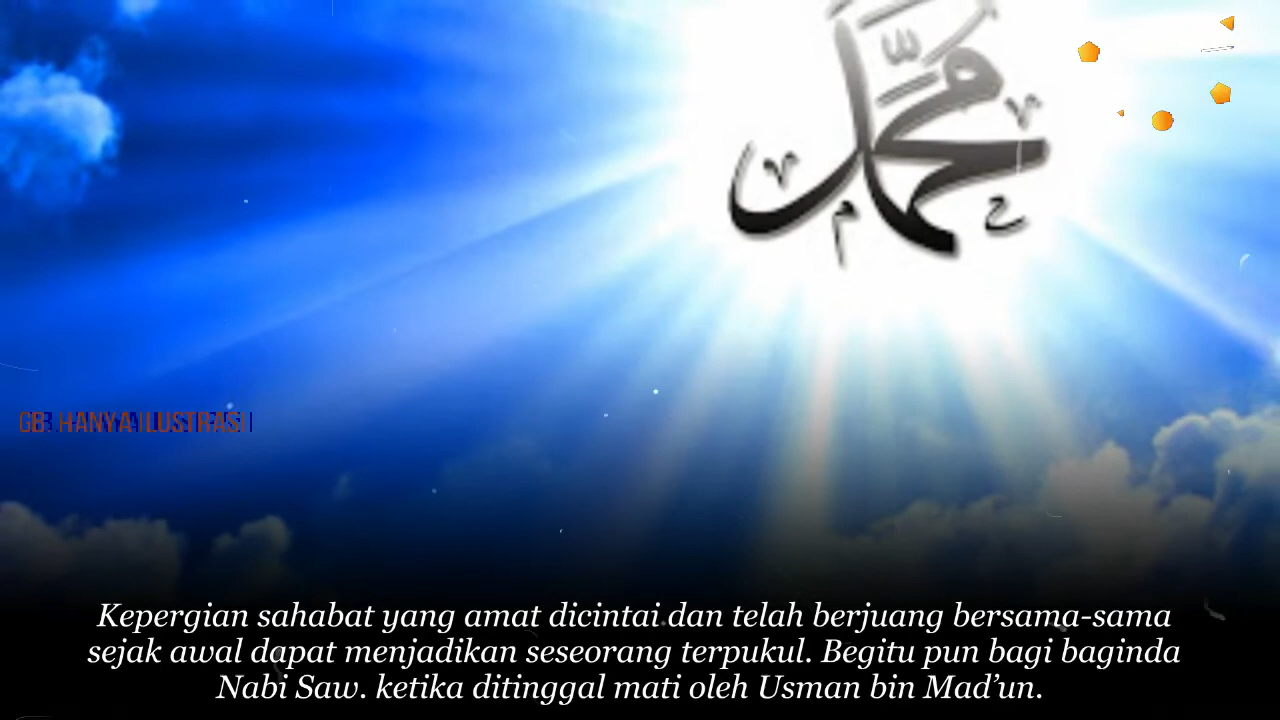 محمد
GB: HANYA ILUSTRASI
Kepergian sahabat yang amat dicintai dan telah berjuang bersama-sama
sejak awal dapat menjadikan seseorang terpukul. Begitu pun bagi baginda
Nabi Saw. ketika ditinggal mati oleh Usman bin Mad’un.